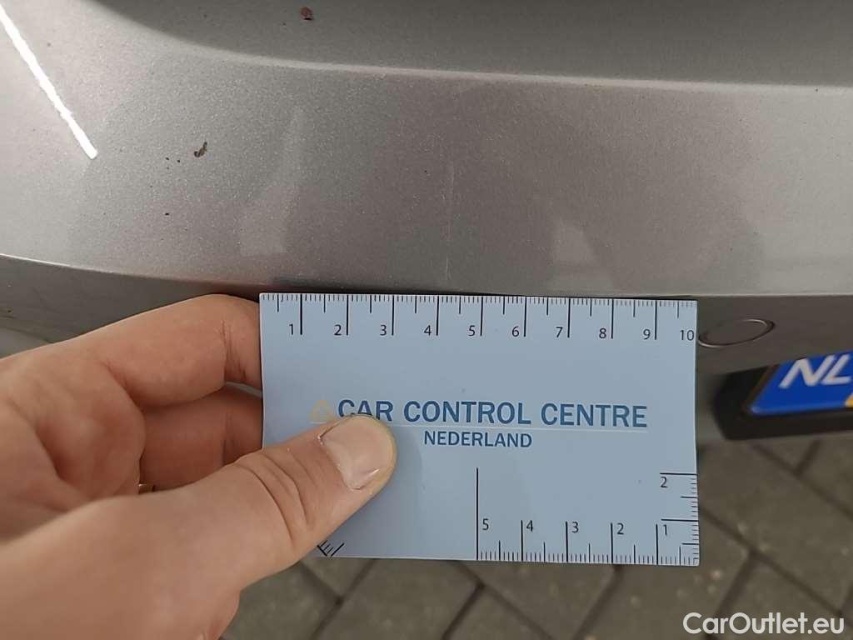 1 2 3 4 5 6 7 8 9 10
CAR CONTROL CENTRE
NEDERLAND
NL
2
5 4 3 2 1
CarOutlet.eu